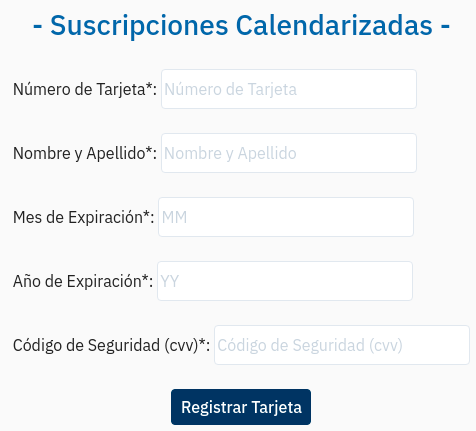 - Suscripciones Calendarizadas -
Número de Tarjeta*: Número de Tarjeta
Nombre y Apellido*: Nombre y Apellido
Mes de Expiración*: MM
Año de Expiración*: YY
Código de Seguridad (cvv)*: Código de Seguridad (cvv)
Registrar Tarjeta